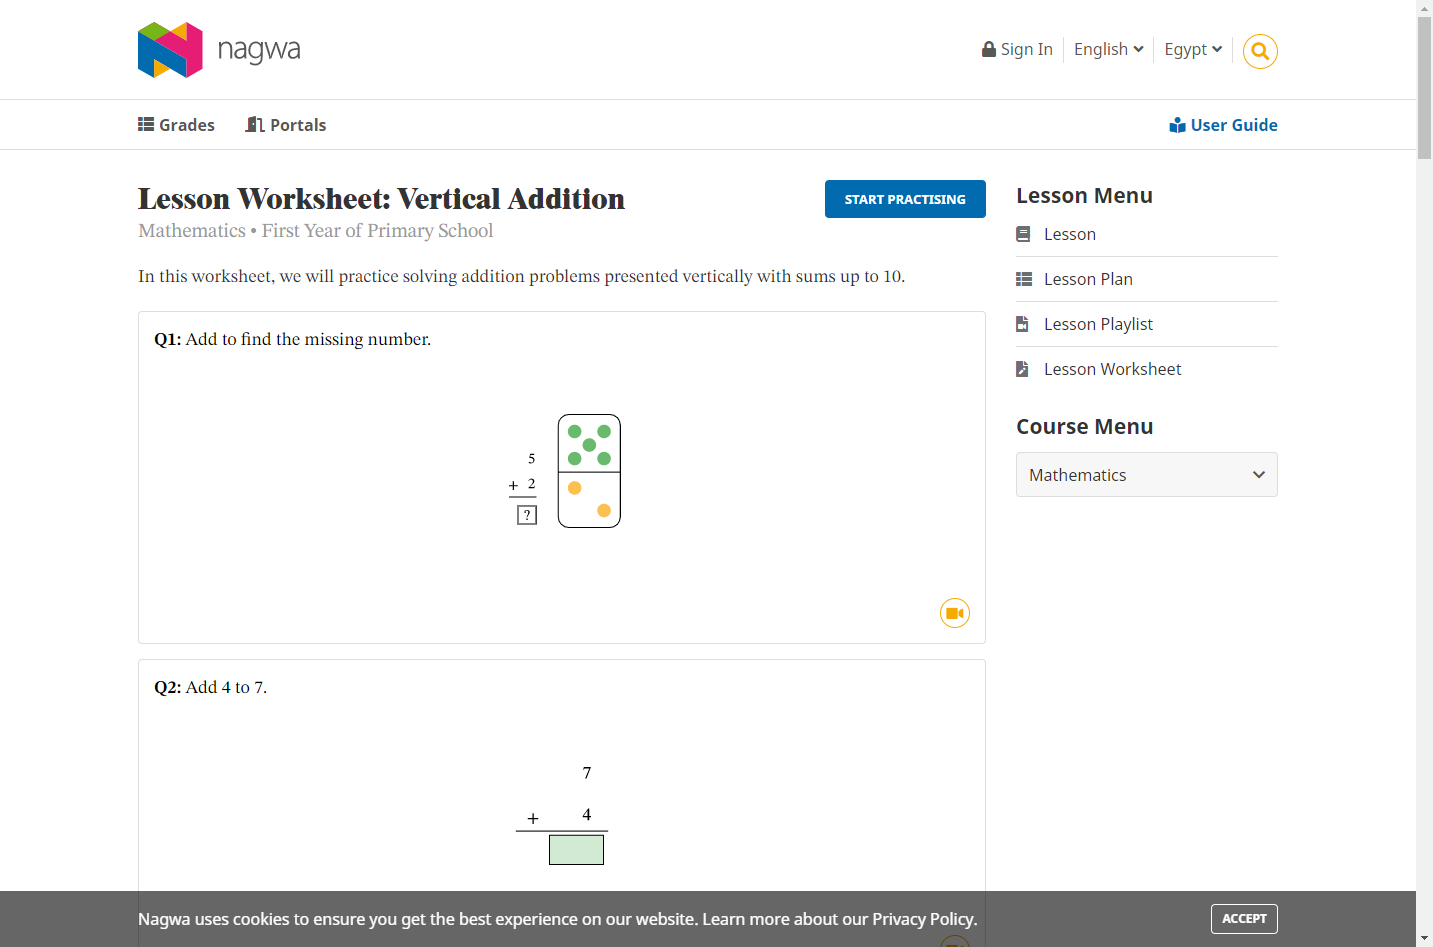 nagwa
Sign In English Egypt
Grades Portals User Guide
Lesson Worksheet: Vertical Addition
START PRACTISING
Mathematics • First Year of Primary School
In this worksheet, we will practice solving addition problems presented vertically with sums up to 10.
Q1: Add to find the missing number.
5
+ 2
?
Q2: Add 4 to 7.
7
+ 4
Lesson Menu
Lesson
Lesson Plan
Lesson Playlist
Lesson Worksheet
Course Menu
Mathematics
Nagwa uses cookies to ensure you get the best experience on our website. Learn more about our Privacy Policy.
ACCEPT